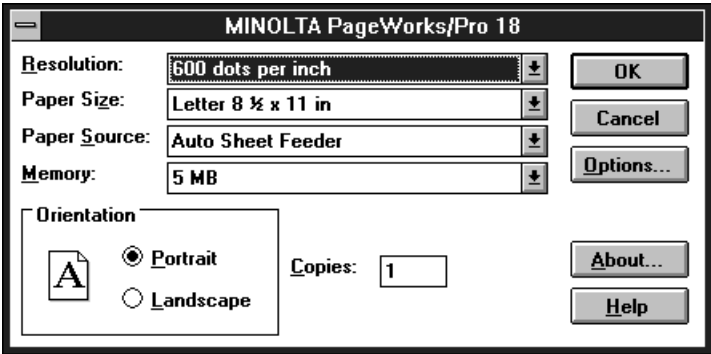 MINOLTA PageWorks/Pro 18
Resolution: 600 dots per inch OK
Paper Size: Letter 8 ½ x 11 in Cancel
Paper Source: Auto Sheet Feeder Options...
Memory: 5 MB
Orientation
A Portrait Copies: 1 About...
Landscape Help